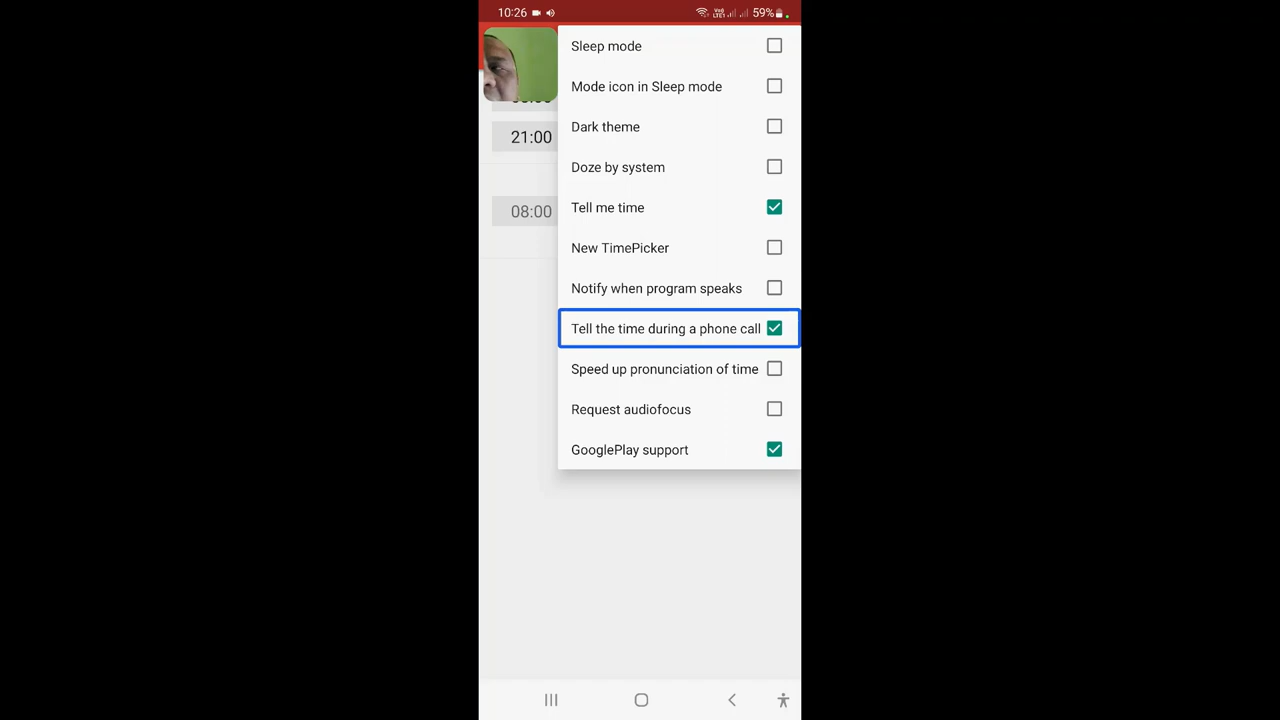 10:26 59%
Sleep mode
Mode icon in Sleep mode
Dark theme
21:00
Doze by system
Tell me time
08:00
New TimePicker
Notify when program speaks
Tell the time during a phone call
Speed up pronunciation of time
Request audiofocus
GooglePlay support